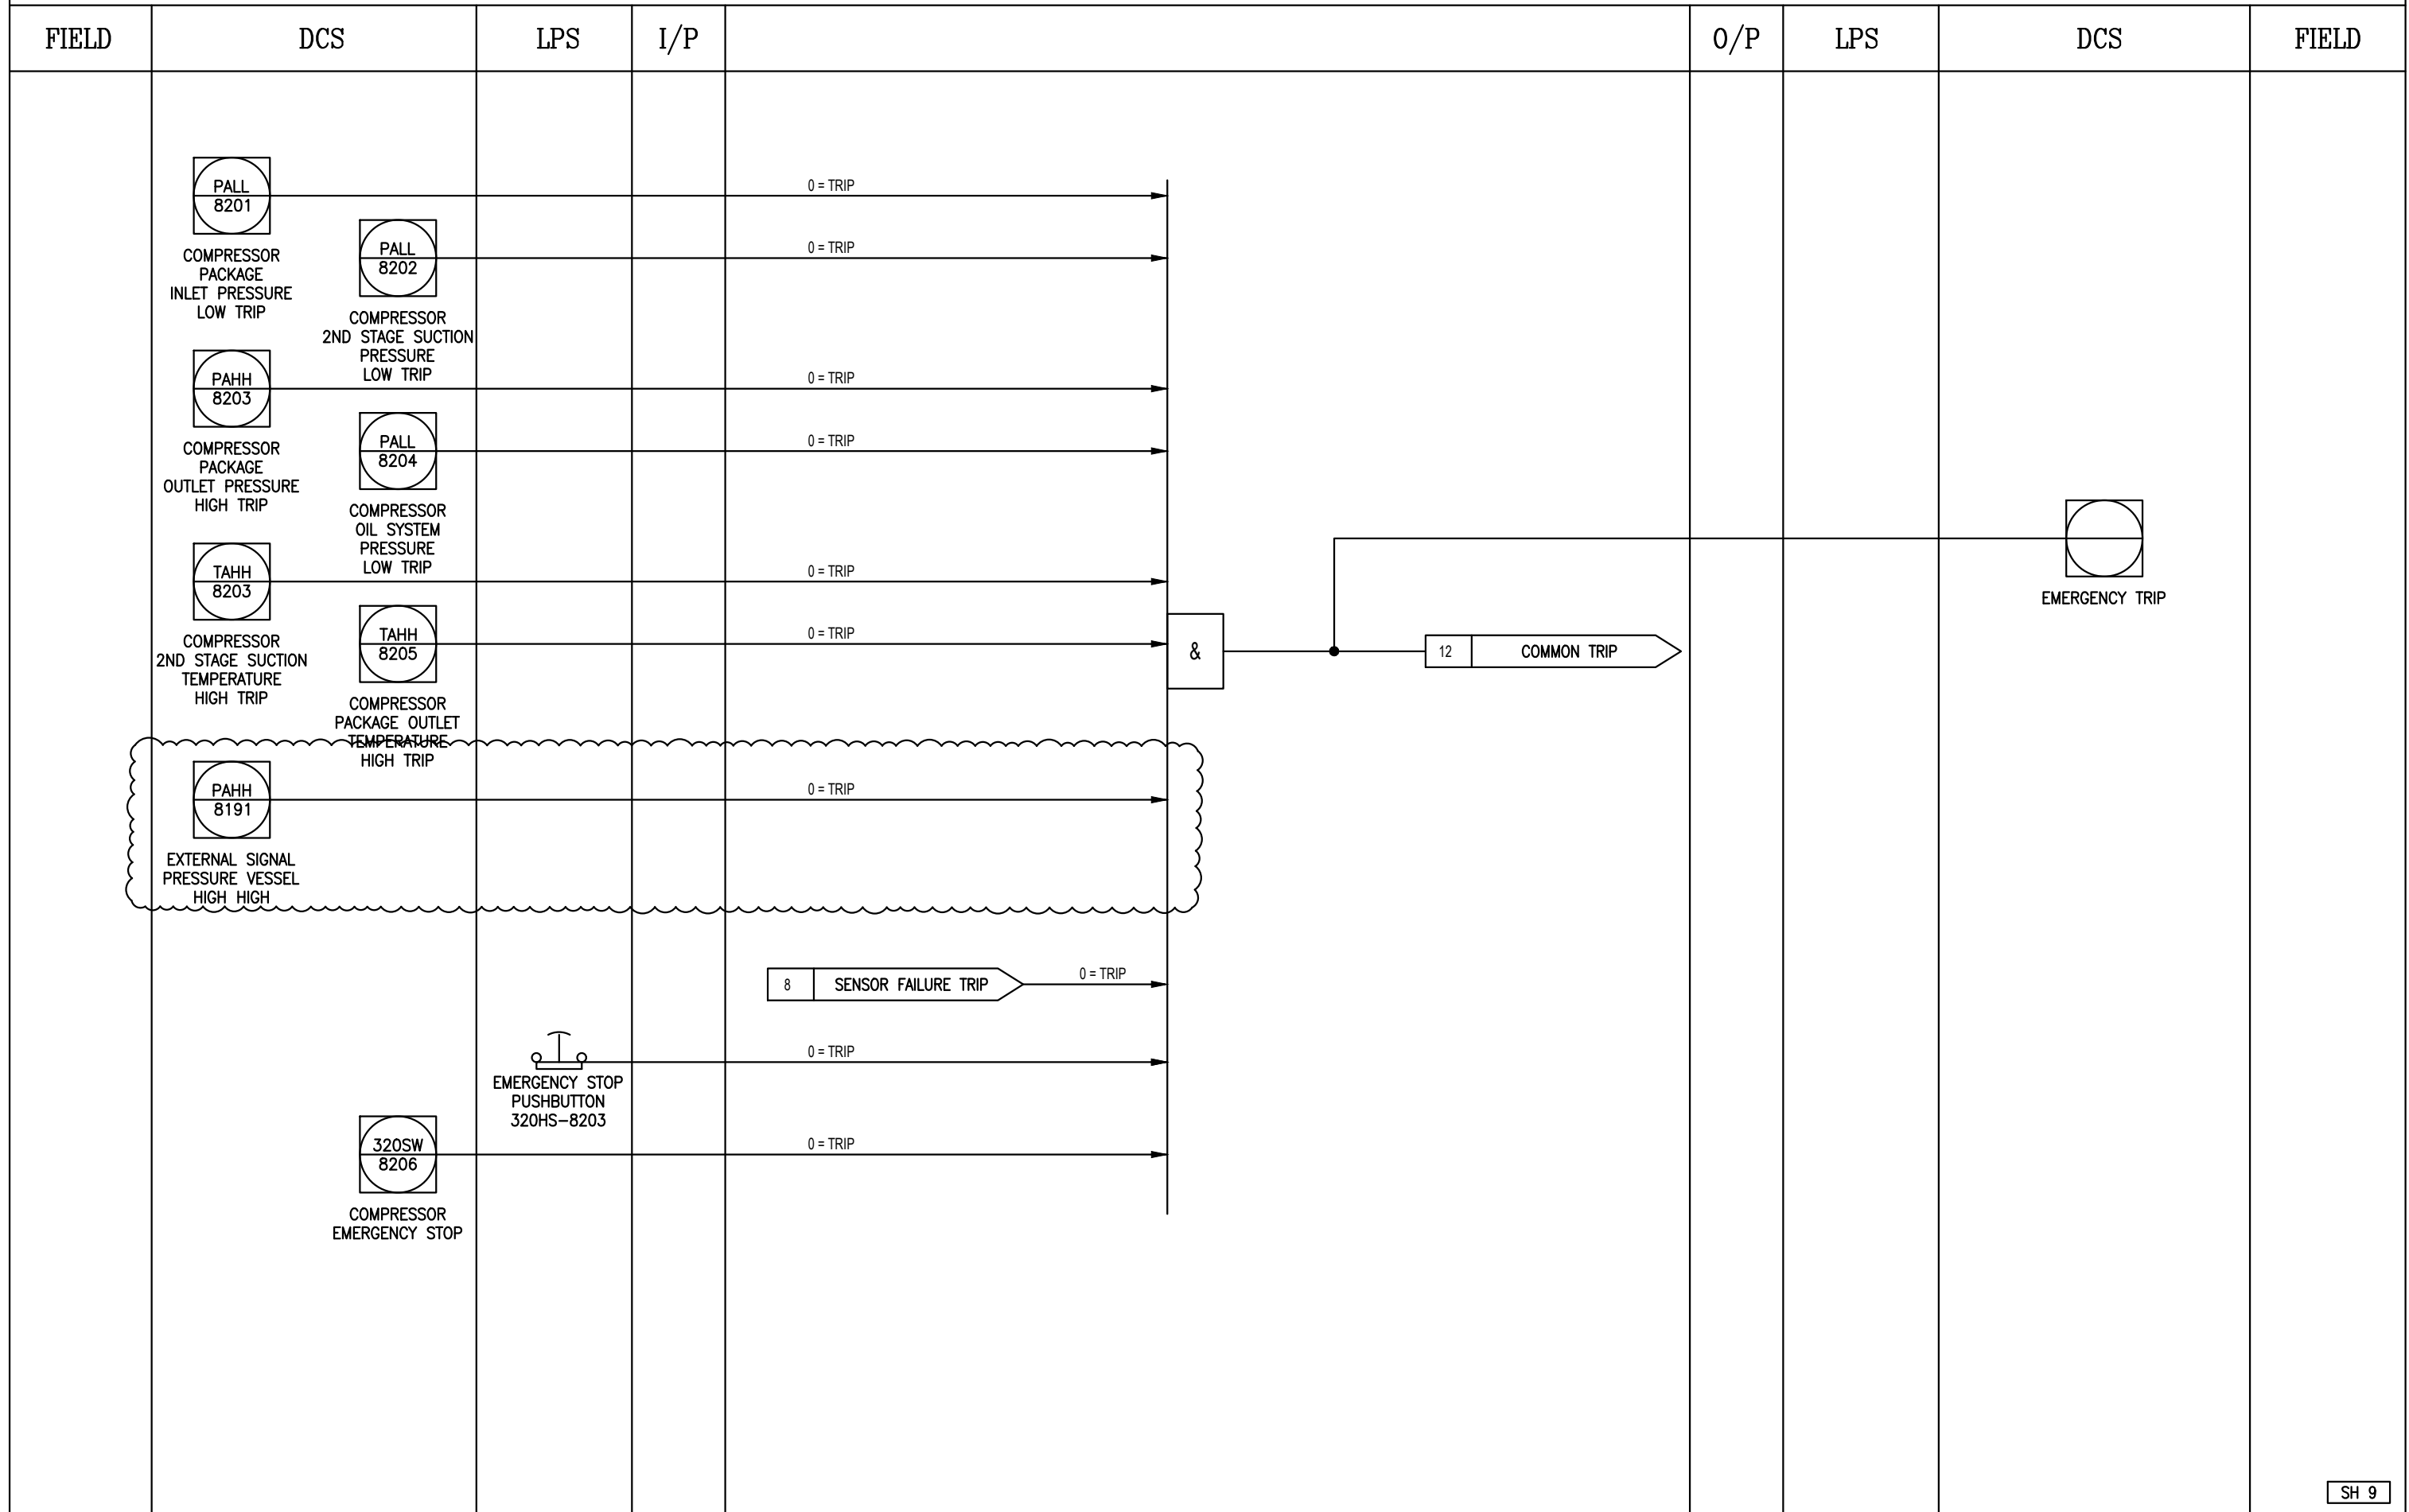 FIELD
DCS
LPS
I/P
O/P
LPS
DCS
FIELD
PALL
8201
COMPRESSOR
PACKAGE
INLET PRESSURE
LOW TRIP
0 = TRIP
PALL
8202
COMPRESSOR
2ND STAGE SUCTION
PRESSURE
LOW TRIP
0 = TRIP
PAHH
8203
COMPRESSOR
PACKAGE
OUTLET PRESSURE
HIGH TRIP
0 = TRIP
PALL
8204
COMPRESSOR
OIL SYSTEM
PRESSURE
LOW TRIP
0 = TRIP
TAHH
8203
COMPRESSOR
2ND STAGE SUCTION
TEMPERATURE
HIGH TRIP
0 = TRIP
TAHH
8205
COMPRESSOR
PACKAGE OUTLET
TEMPERATURE
HIGH TRIP
0 = TRIP
&
12 COMMON TRIP
EMERGENCY TRIP
PAHH
8191
EXTERNAL SIGNAL
PRESSURE VESSEL
HIGH HIGH
0 = TRIP
8 SENSOR FAILURE TRIP
0 = TRIP
EMERGENCY STOP
PUSHBUTTON
320HS-8203
0 = TRIP
320SW
8206
COMPRESSOR
EMERGENCY STOP
0 = TRIP
SH 9